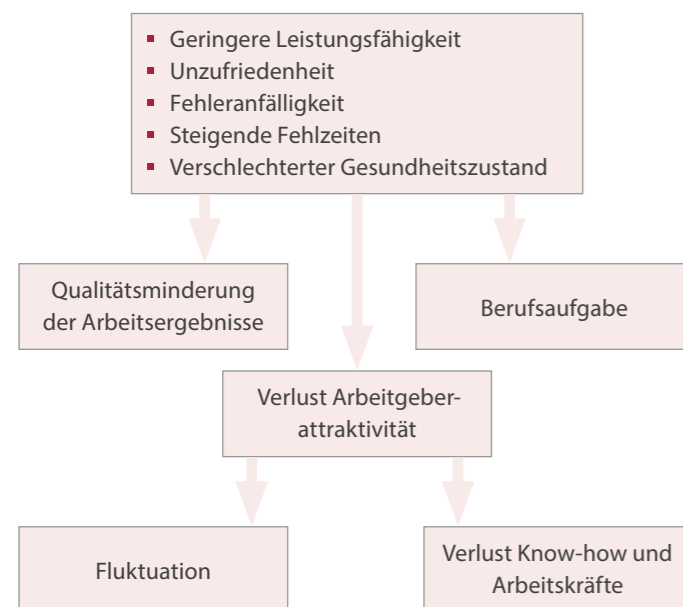 ▪ Geringere Leistungsfähigkeit
▪ Unzufriedenheit
▪ Fehleranfälligkeit
▪ Steigende Fehlzeiten
▪ Verschlechterter Gesundheitszustand
Qualitätsminderung
der Arbeitsergebnisse
Berufsaufgabe
Verlust Arbeitgeber-
attraktivität
Fluktuation
Verlust Know-how und
Arbeitskräfte